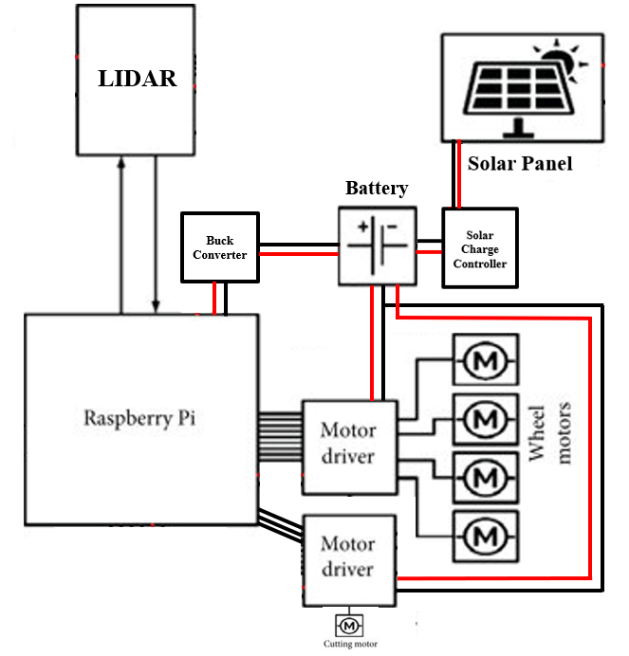 LIDAR
Solar Panel
Battery
+ -
Buck
Converter
Solar
Charge
Controller
Raspberry Pi
Motor
driver
M
M
M
M
Wheel
motors
Motor
driver
M
Cutting motor